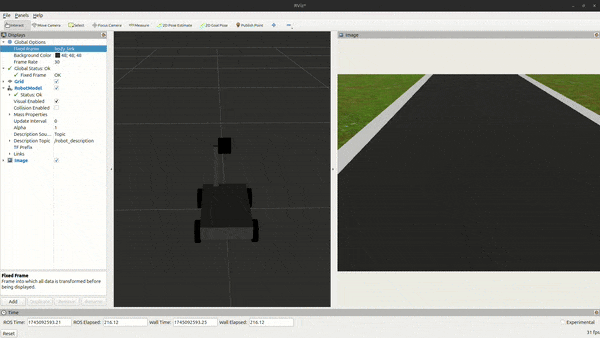 RViz*
File Panels Help
Interact Move Camera Select Focus Camera Measure 2D Pose Estimate 2D Goal Pose Publish Point
Displays
Global Options
Fixed Frame body_link
Background Color 48; 48; 48
Frame Rate 30
Global Status: Ok
Fixed Frame OK
Grid
RobotModel
Status: Ok
Visual Enabled
Collision Enabled
Mass Properties
Update Interval 0
Alpha 1
Description Sou... Topic
Description Topic /robot_description
TF Prefix
Links
Image
Fixed Frame
Frame into which all data is transformed before
being displayed.
Add Duplicate Remove Rename
Image
Time
ROS Time: 1745092593.21 ROS Elapsed: 216.12 Wall Time: 1745092593.25 Wall Elapsed: 216.12 Experimental
Reset 31 fps